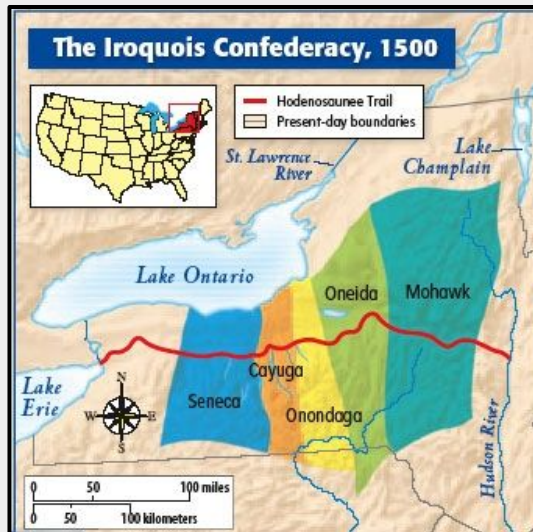 The Iroquois Confederacy, 1500
Hodenosaunee Trail
Present-day boundaries
St. Lawrence
River
Lake
Champlain
Lake Ontario
Oneida
Mohawk
Cayuga
Seneca
Onondaga
Lake
Erie
N
W
E
S
Hudson River
0
50
100 miles
0
50
100 kilometers